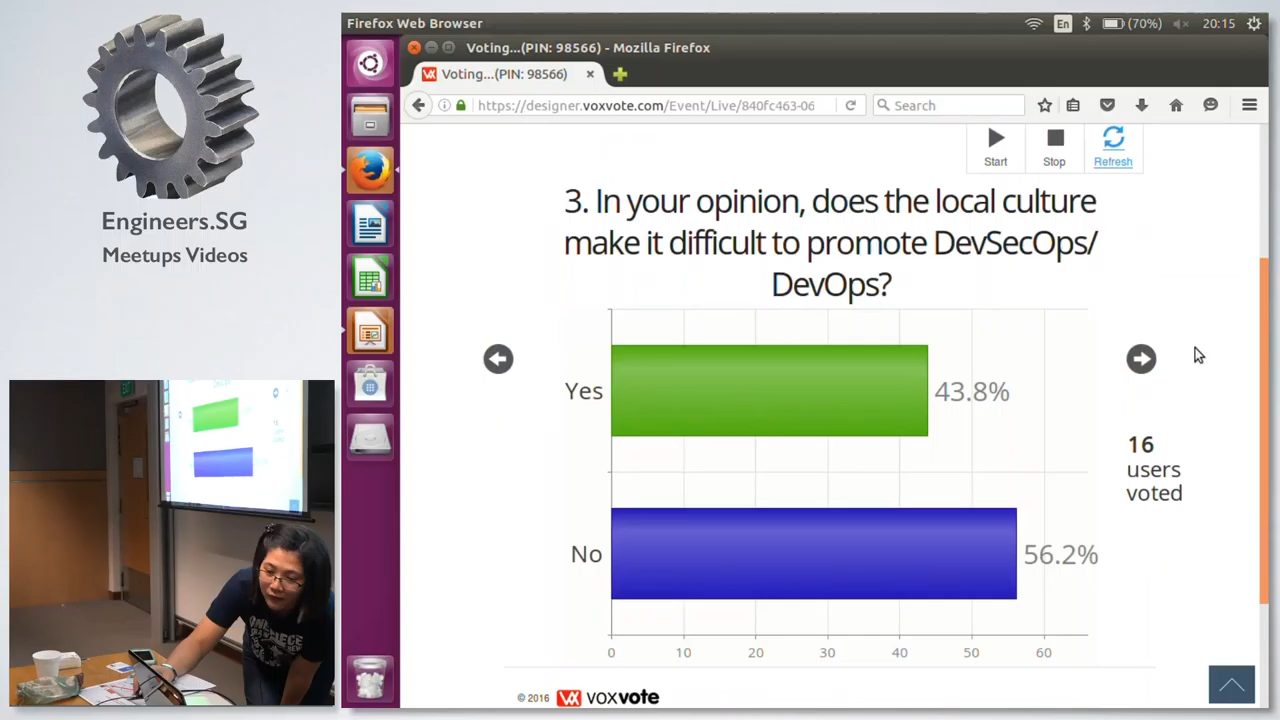 Engineers.SG
Meetups Videos
Firefox Web Browser
En
(70%)
20:15
Voting...(PIN: 98566) - Mozilla Firefox
Voting...(PIN: 98566)
https://designer.voxvote.com/Event/Live/840fc463-06
Search
Start
Stop
Refresh
3. In your opinion, does the local culture
make it difficult to promote DevSecOps/
DevOps?
Yes
43.8%
No
56.2%
16
users
voted
0 10 20 30 40 50 60
© 2016 VX voxvote
ONE PIECE